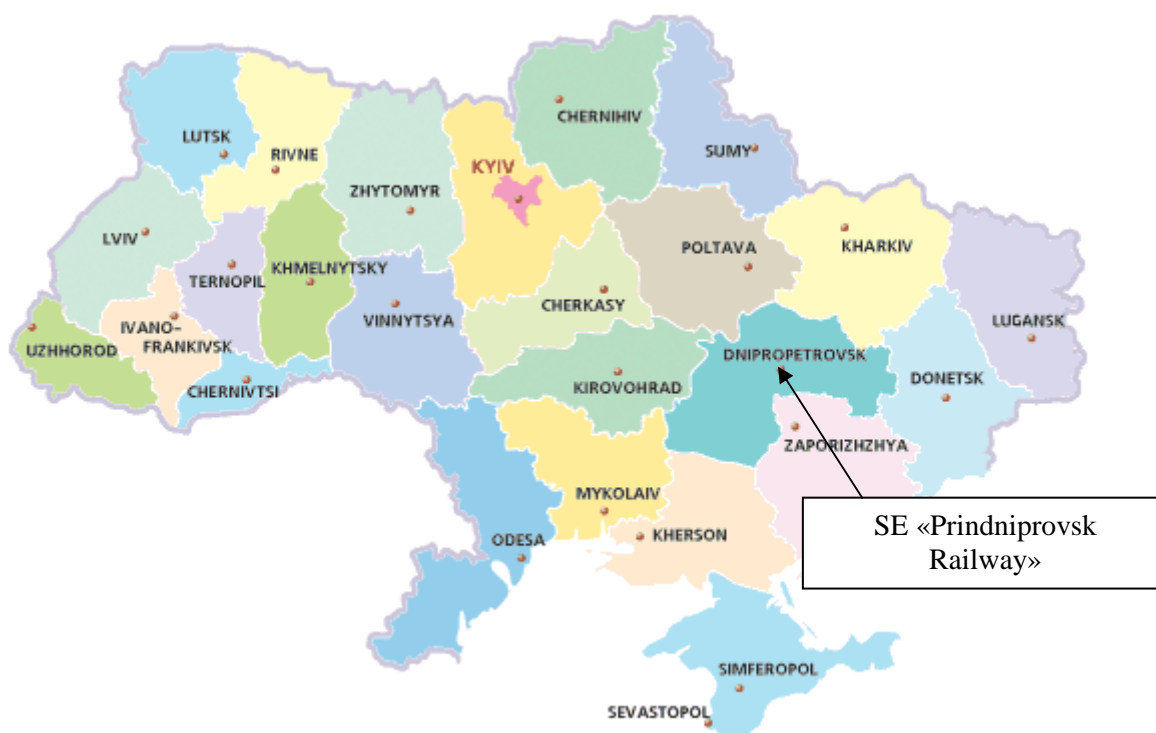 CHERNIHIV
LUTSK
RIVNE
SUMY
KYIV
ZHYTOMYR
LVIV
POLTAVA
KHARKIV
KHMELNYTSKY
TERNOPIL
CHERKASY
VINNYTSYA
LUGANSK
IVANO-
FRANKIVSK
UZHHOROD
DNIPROPETROVSK
DONETSK
KIROVOHRAD
CHERNIVTSI
ZAPORIZHZHYA
MYKOLAIV
SE «Prindniprovsk
Railway»
KHERSON
ODESA
SIMFEROPOL
SEVASTOPOL